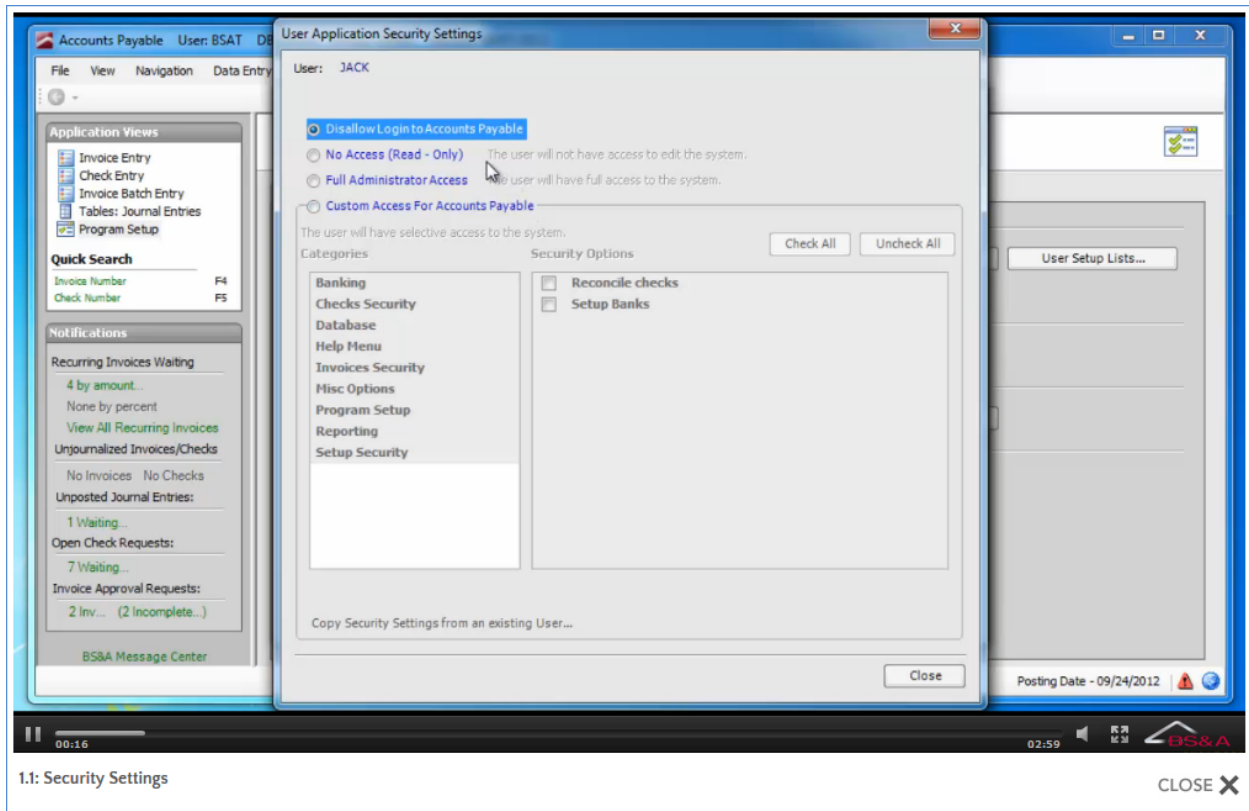 Accounts Payable User: BSAT DB
User Application Security Settings
File View Navigation Data Entry
User: JACK
Application Views
Invoice Entry
Check Entry
Invoice Batch Entry
Tables: Journal Entries
Program Setup
Quick Search
Invoice Number F4
Check Number F5
Notifications
Recurring Invoices Waiting
4 by amount...
None by percent
View All Recurring Invoices
Unjournalized Invoices/Checks
No Invoices No Checks
Unposted Journal Entries:
1 Waiting...
Open Check Requests:
7 Waiting...
Invoice Approval Requests:
2 Inv... (2 Incomplete...)
BS&A Message Center
Disallow Login to Accounts Payable
No Access (Read - Only) The user will not have access to edit the system.
Full Administrator Access user will have full access to the system.
Custom Access For Accounts Payable
The user will have selective access to the system.
Check All Uncheck All
Categories Security Options
Banking
Checks Security
Database
Help Menu
Invoices Security
Misc Options
Program Setup
Reporting
Setup Security
Reconcile checks
Setup Banks
Copy Security Settings from an existing User...
Close
User Setup Lists...
Posting Date - 09/24/2012
00:16
02:59
BS&A
1.1: Security Settings
CLOSE